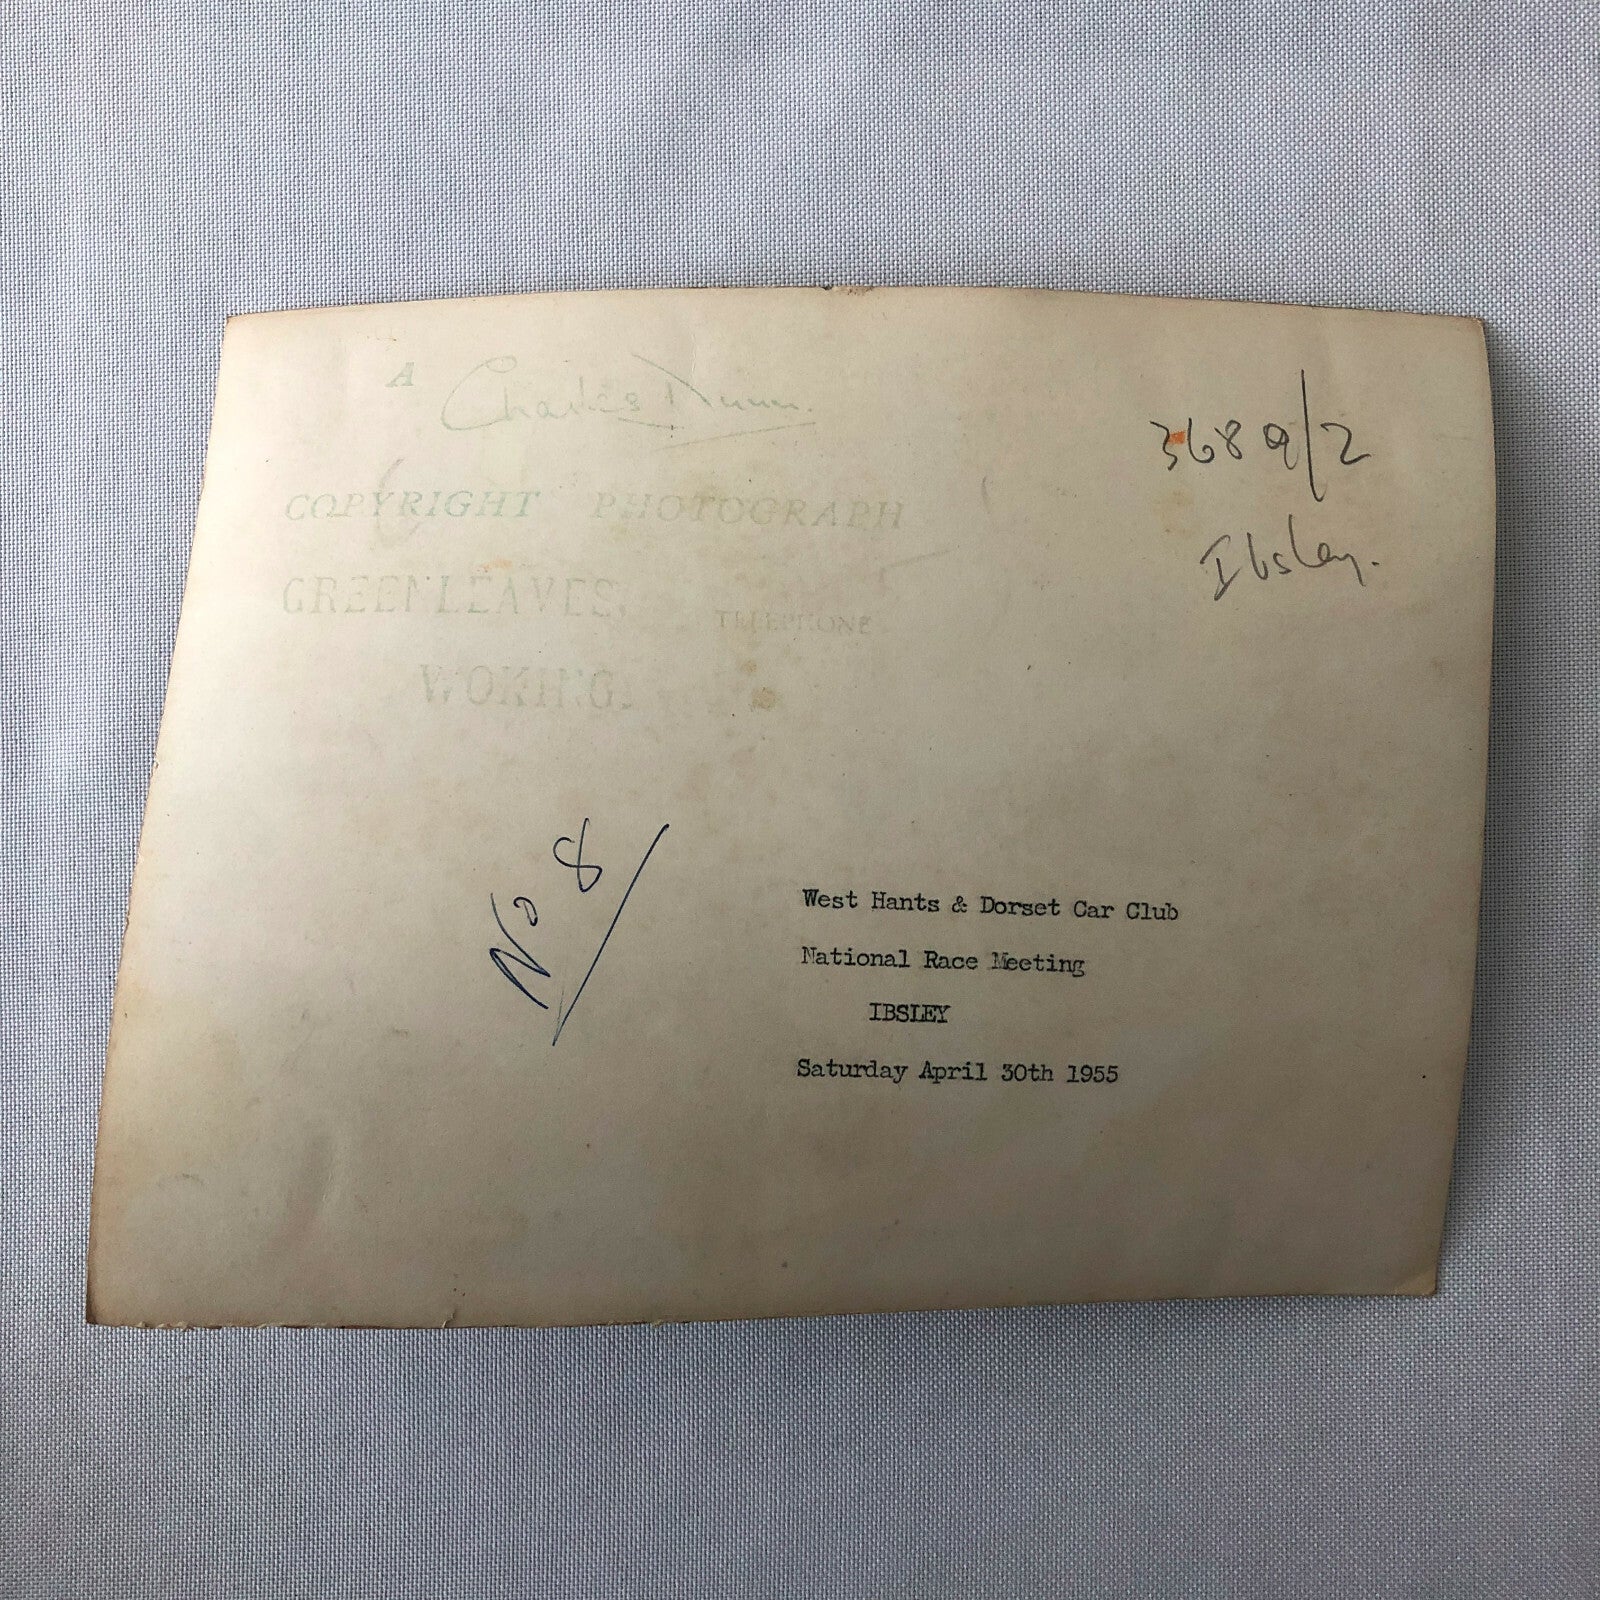 A Charles Dunn.
3689/2
COPYRIGHT PHOTOGRAPH
Ibsley.
GREENLEAVES. TELEPHONE
WOKING.
No 8
West Hants & Dorset Car Club
National Race Meeting
IBSLEY
Saturday April 30th 1955